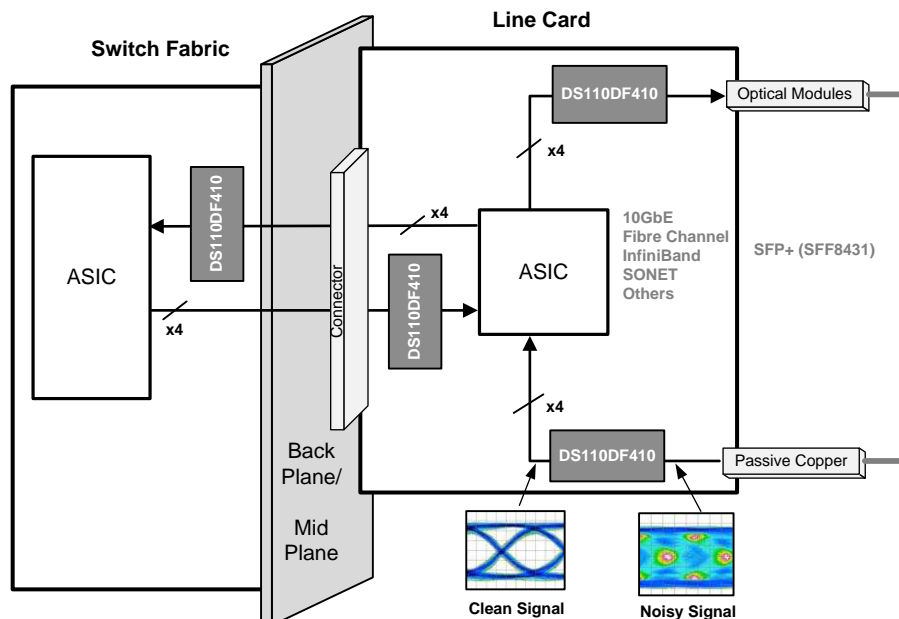 Line Card
Switch Fabric
DS110DF410
Optical Modules
x4
DS110DF410
x4
ASIC
ASIC
10GbE
Fibre Channel
InfiniBand
SONET
Others
SFP+ (SFF8431)
Connector
DS110DF410
x4
x4
Back
Plane/
Mid
Plane
DS110DF410
Passive Copper
Clean Signal
Noisy Signal